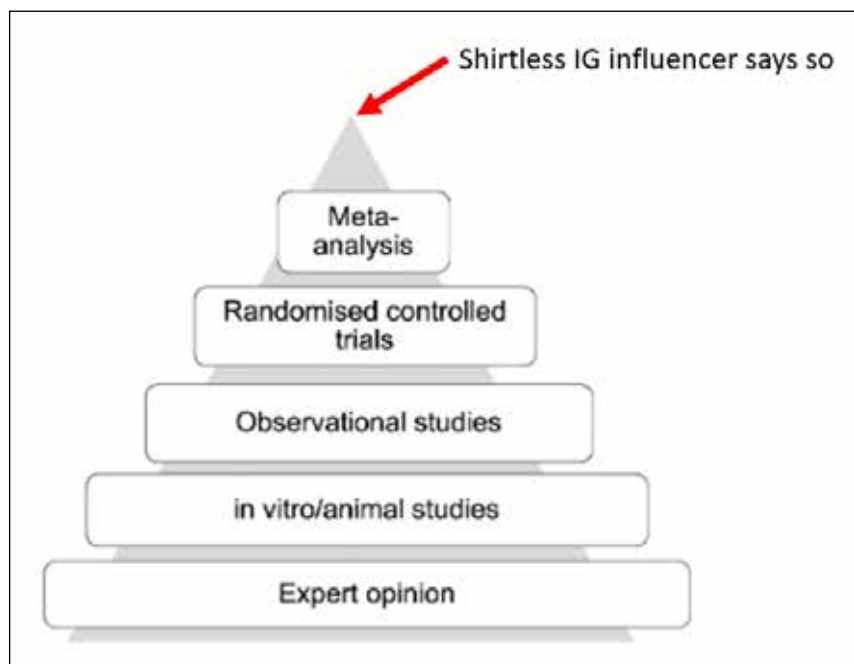 Shirtless IG influencer says so
Meta-
analysis
Randomised controlled
trials
Observational studies
in vitro/animal studies
Expert opinion